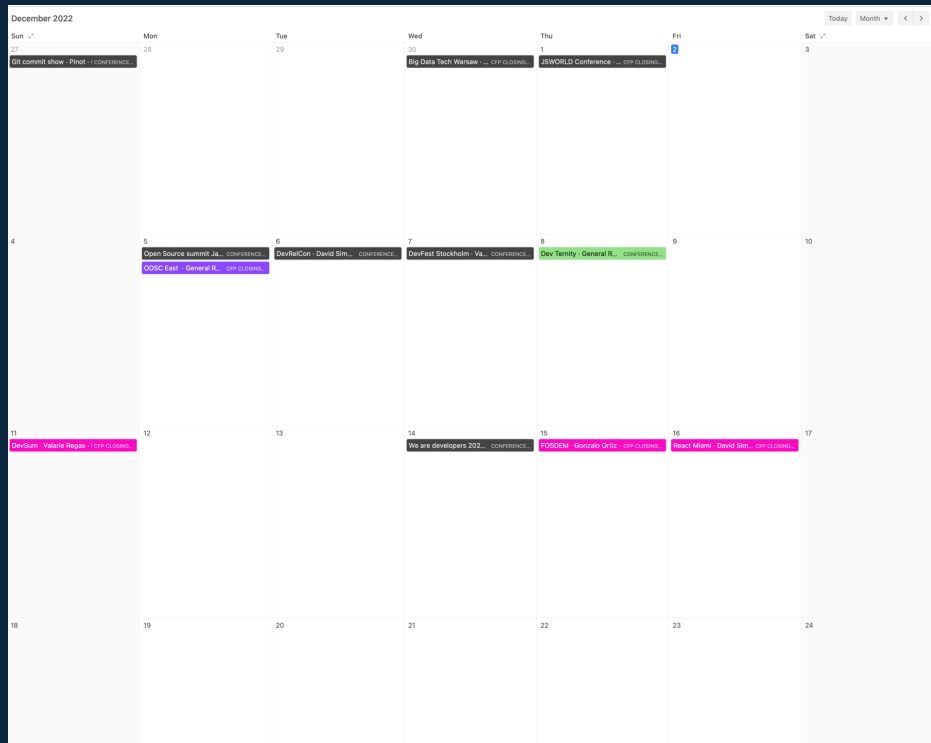 December 2022
Today Month ▾ < >
Sun Mon Tue Wed Thu Fri Sat
27 28 29 30 1 2 3
Git commit show · Pinot · CONFERENCE...
Big Data Tech Warsaw · ... CFP CLOSING...
JSWORLD Conference · ... CFP CLOSING...
4 5 6 7 8 9 10
Open Source summit Ja... CONFERENCE...
DevRelCon · David Sim... CONFERENCE...
DevFest Stockholm · Va... CONFERENCE...
Dev Ternity · General R... CONFERENCE...
ODSC East · General R... CFP CLOSING...
11 12 13 14 15 16 17
DevSum · Valarie Regas · CFP CLOSING...
We are developers 202... CONFERENCE...
FOSDEM · Gonzalo Ortiz · CFP CLOSING...
React Miami · David Sim... CFP CLOSING...
18 19 20 21 22 23 24